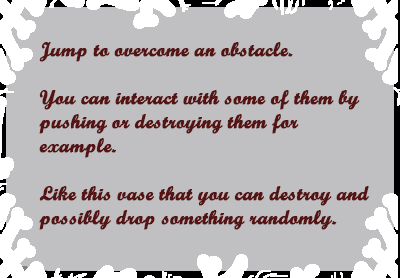 Jump to overcome an obstacle.
You can interact with some of them by
pushing or destroying them for
example.
Like this vase that you can destroy and
possibly drop something randomly.